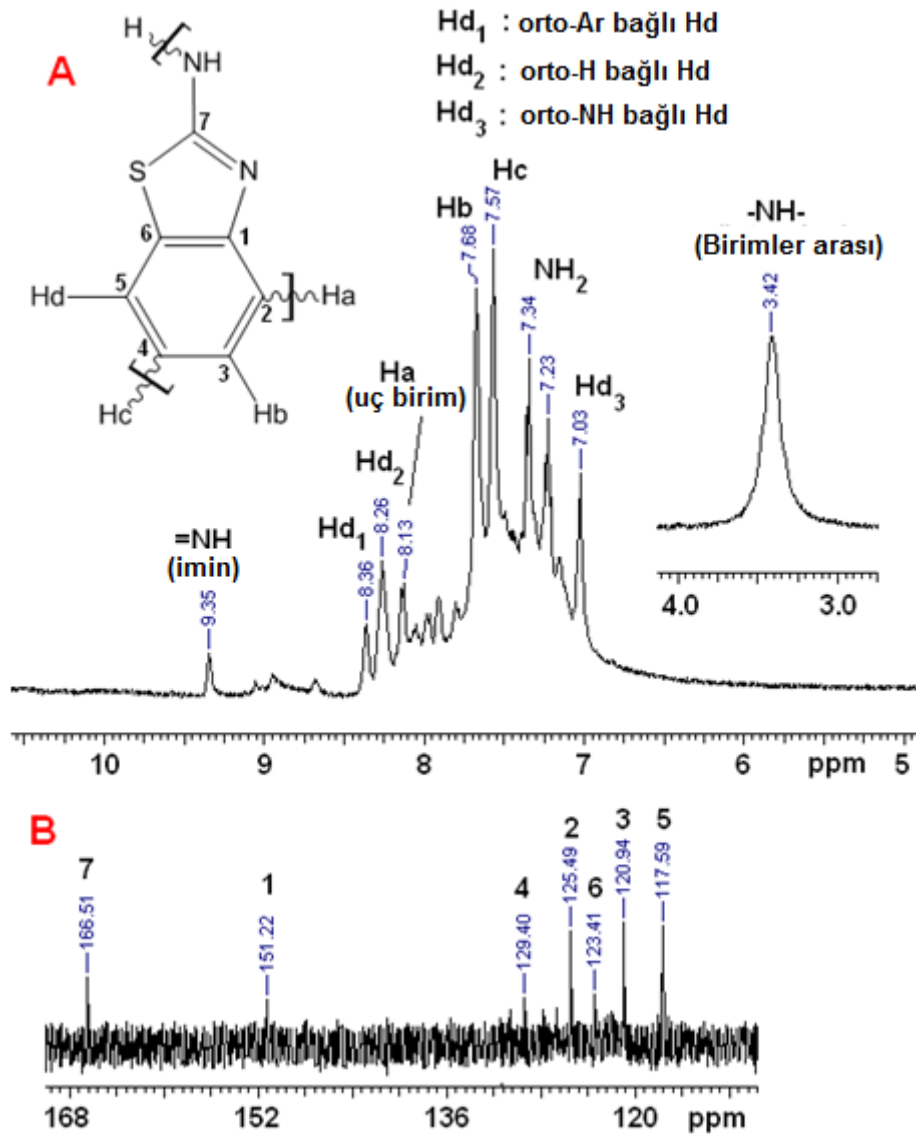 A
H
NH
7
S
N
6
1
5
2
Hd
Ha
4
3
Hc
Hb
Hd₁ : orto-Ar bağlı Hd
Hd₂ : orto-H bağlı Hd
Hd₃ : orto-NH bağlı Hd
=NH
(imin)
9.35
Hd₁
8.36
Hd₂
8.26
Ha
(uç birim)
8.13
Hb
7.68
Hc
7.57
NH₂
7.34
7.23
Hd₃
7.03
-NH-
(Birimler arası)
3.42
4.0 3.0
10 9 8 7 6 ppm 5
B
7
166.51
1
151.22
4
129.40
2
125.49
6
123.41
3
120.94
5
117.59
168 152 136 120 ppm